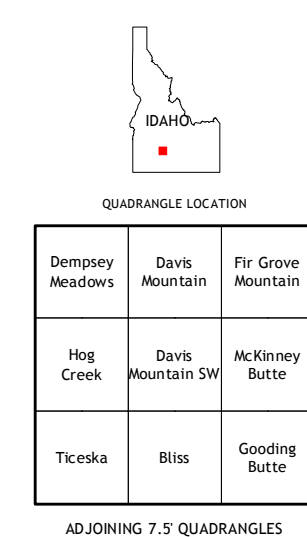 IDAHO
QUADRANGLE LOCATION
Dempsey
Meadows
Davis
Mountain
Fir Grove
Mountain
Hog
Creek
Davis
Mountain SW
McKinney
Butte
Ticeska
Bliss
Gooding
Butte
ADJOINING 7.5' QUADRANGLES